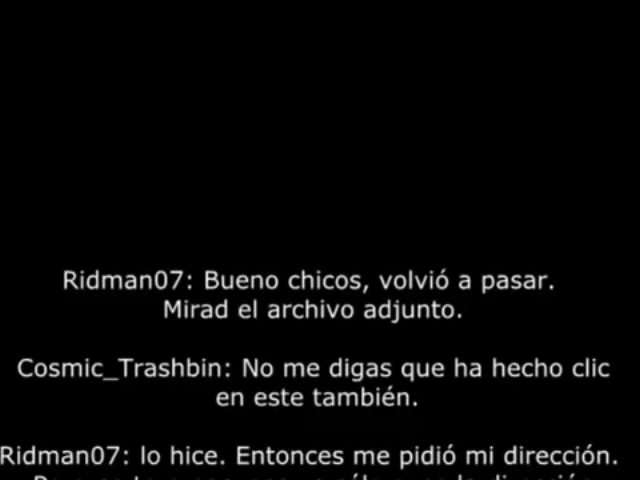 Ridman07: Bueno chicos, volvió a pasar.
Mirad el archivo adjunto.
Cosmic_Trashbin: No me digas que ha hecho clic
en este también.
Ridman07: lo hice. Entonces me pidió mi dirección.